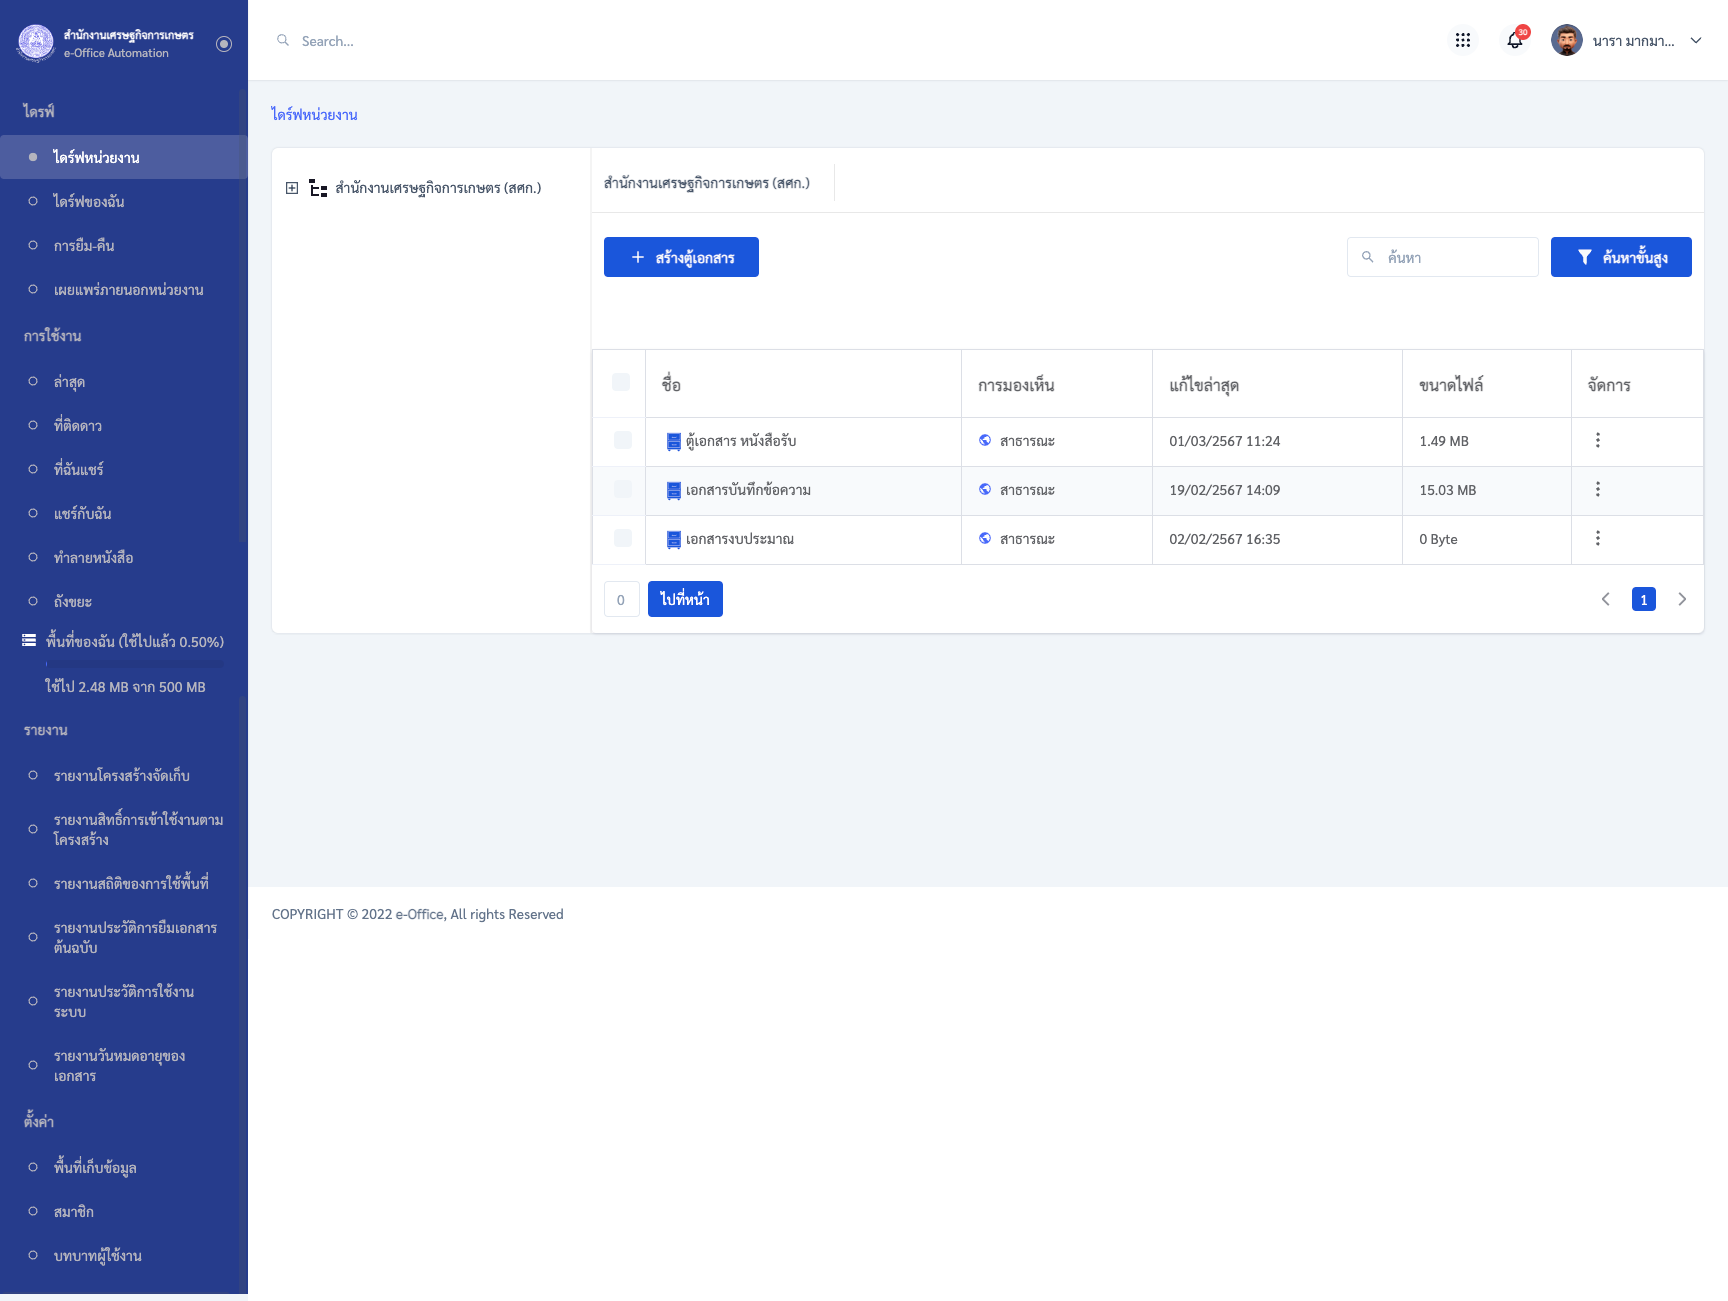 สำนักงานเศรษฐกิจการเกษตร
e-Office Automation
ไดรฟ์
ไดร์ฟหน่วยงาน
ไดร์ฟของฉัน
การยืม-คืน
เผยแพร่ภายนอกหน่วยงาน
การใช้งาน
ล่าสุด
ที่ติดดาว
ที่ฉันแชร์
แชร์กับฉัน
ทำลายหนังสือ
ถังขยะ
พื้นที่ของฉัน (ใช้ไปแล้ว 0.50%)
ใช้ไป 2.48 MB จาก 500 MB
รายงาน
รายงานโครงสร้างจัดเก็บ
รายงานสิทธิ์การเข้าใช้งานตาม
โครงสร้าง
รายงานสถิติของการใช้พื้นที่
รายงานประวัติการยืมเอกสาร
ต้นฉบับ
รายงานประวัติการใช้งาน
ระบบ
รายงานวันหมดอายุของ
เอกสาร
ตั้งค่า
พื้นที่เก็บข้อมูล
สมาชิก
บทบาทผู้ใช้งาน
Search...
30
นารา มากมา...
ไดร์ฟหน่วยงาน
สำนักงานเศรษฐกิจการเกษตร (สศก.)
สำนักงานเศรษฐกิจการเกษตร (สศก.)
สร้างตู้เอกสาร
ค้นหา
ค้นหาขั้นสูง
ชื่อ การมองเห็น แก้ไขล่าสุด ขนาดไฟล์ จัดการ
ตู้เอกสาร หนังสือรับ สาธารณะ 01/03/2567 11:24 1.49 MB
เอกสารบันทึกข้อความ สาธารณะ 19/02/2567 14:09 15.03 MB
เอกสารงบประมาณ สาธารณะ 02/02/2567 16:35 0 Byte
0 ไปที่หน้า 1
COPYRIGHT © 2022 e-Office, All rights Reserved